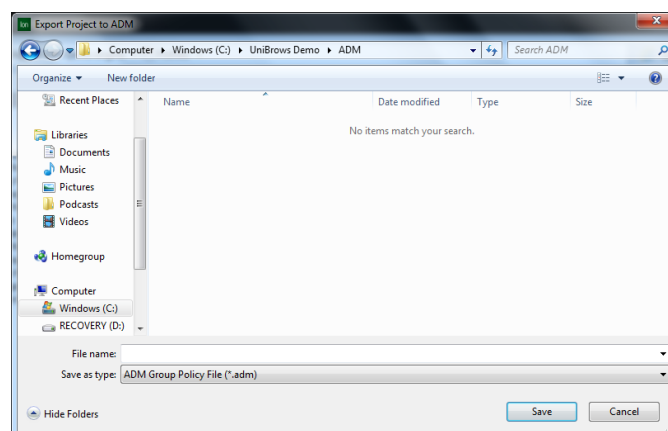 Ion Export Project to ADM
Computer Windows (C:) UniBrows Demo ADM Search ADM
Organize New folder
Recent Places Name Date modified Type Size
No items match your search.
Libraries
Documents
Music
Pictures
Podcasts
Videos
Homegroup
Computer
Windows (C:)
RECOVERY (D:)
File name:
Save as type: ADM Group Policy File (*.adm)
Hide Folders Save Cancel